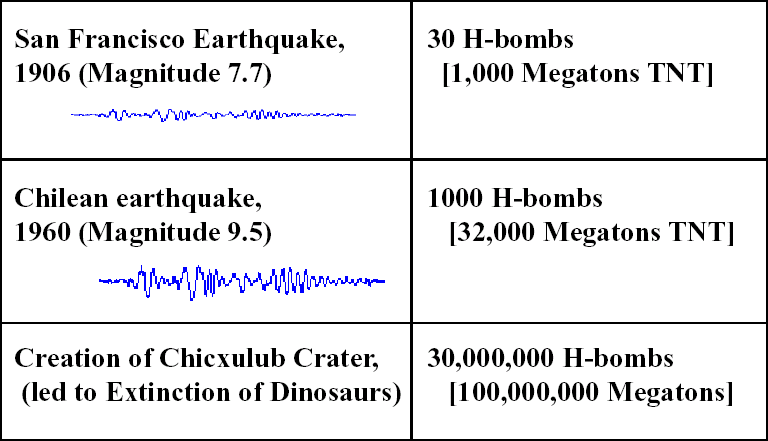 San Francisco Earthquake,
1906 (Magnitude 7.7)
30 H-bombs
[1,000 Megatons TNT]
Chilean earthquake,
1960 (Magnitude 9.5)
1000 H-bombs
[32,000 Megatons TNT]
Creation of Chicxulub Crater,
(led to Extinction of Dinosaurs)
30,000,000 H-bombs
[100,000,000 Megatons]